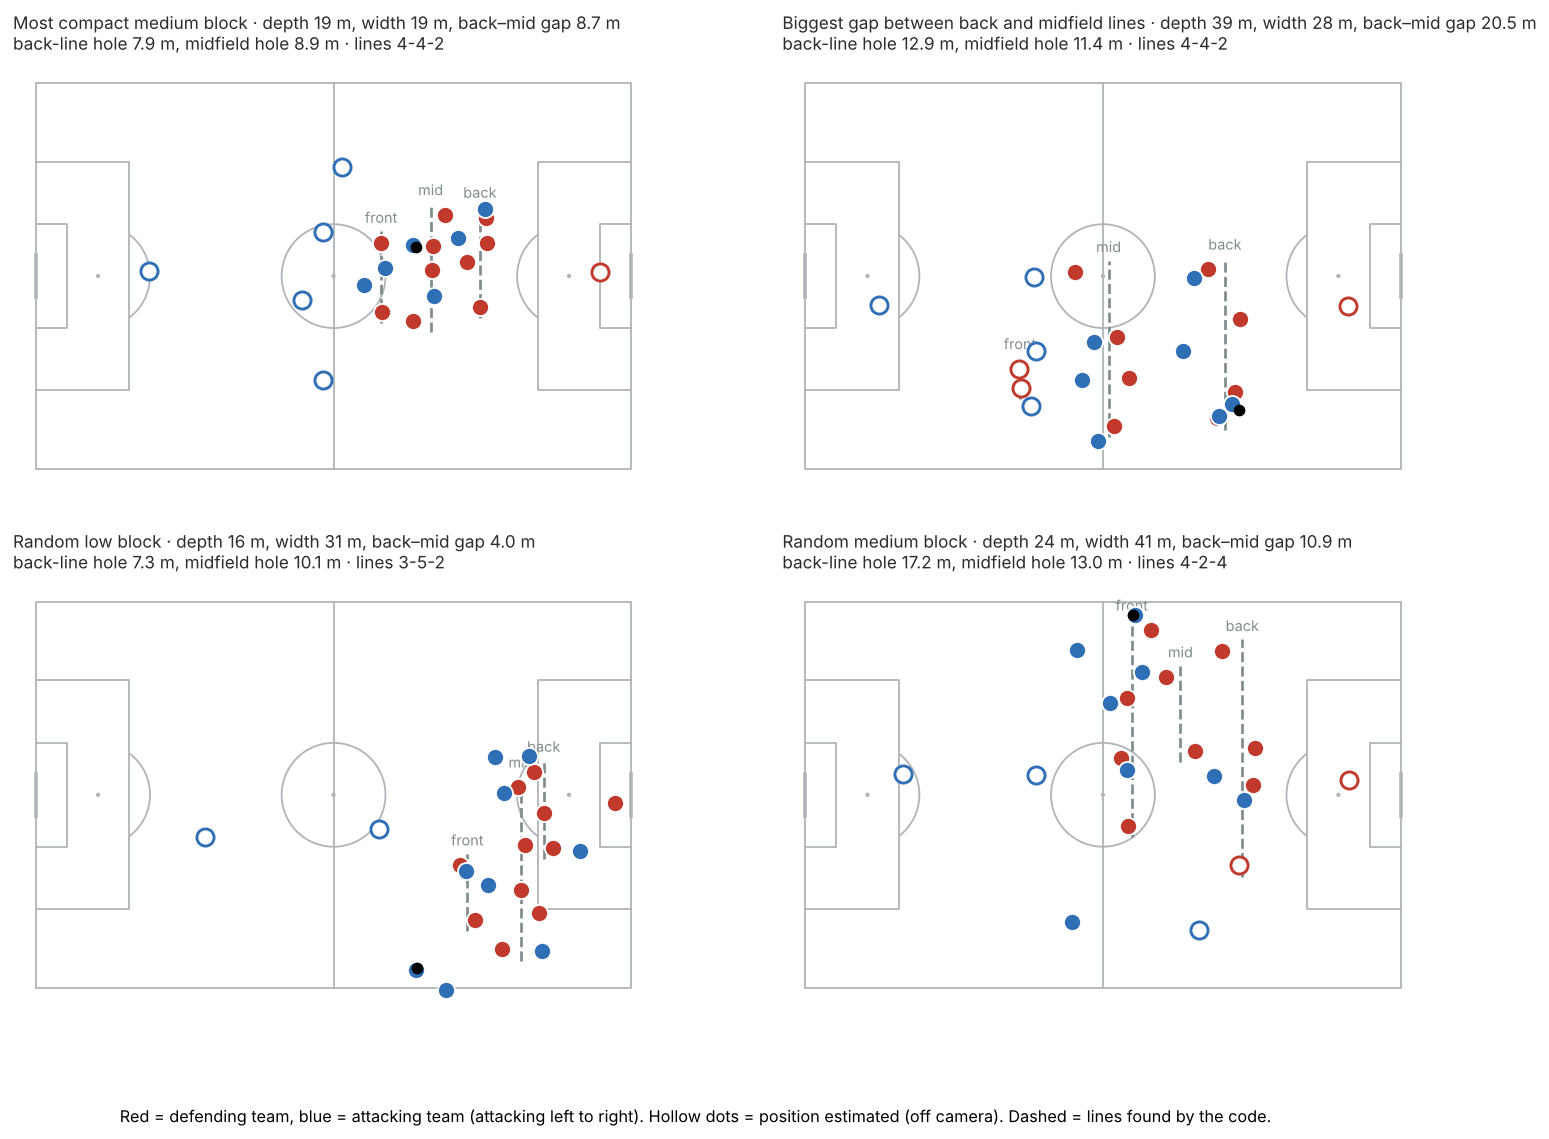 Most compact medium block · depth 19 m, width 19 m, back–mid gap 8.7 m
back-line hole 7.9 m, midfield hole 8.9 m · lines 4-4-2
front
mid
back
Biggest gap between back and midfield lines · depth 39 m, width 28 m, back–mid gap 20.5 m
back-line hole 12.9 m, midfield hole 11.4 m · lines 4-4-2
mid
back
front
Random low block · depth 16 m, width 31 m, back–mid gap 4.0 m
back-line hole 7.3 m, midfield hole 10.1 m · lines 3-5-2
back
front
Random medium block · depth 24 m, width 41 m, back–mid gap 10.9 m
back-line hole 17.2 m, midfield hole 13.0 m · lines 4-2-4
front
back
mid
Red = defending team, blue = attacking team (attacking left to right). Hollow dots = position estimated (off camera). Dashed = lines found by the code.